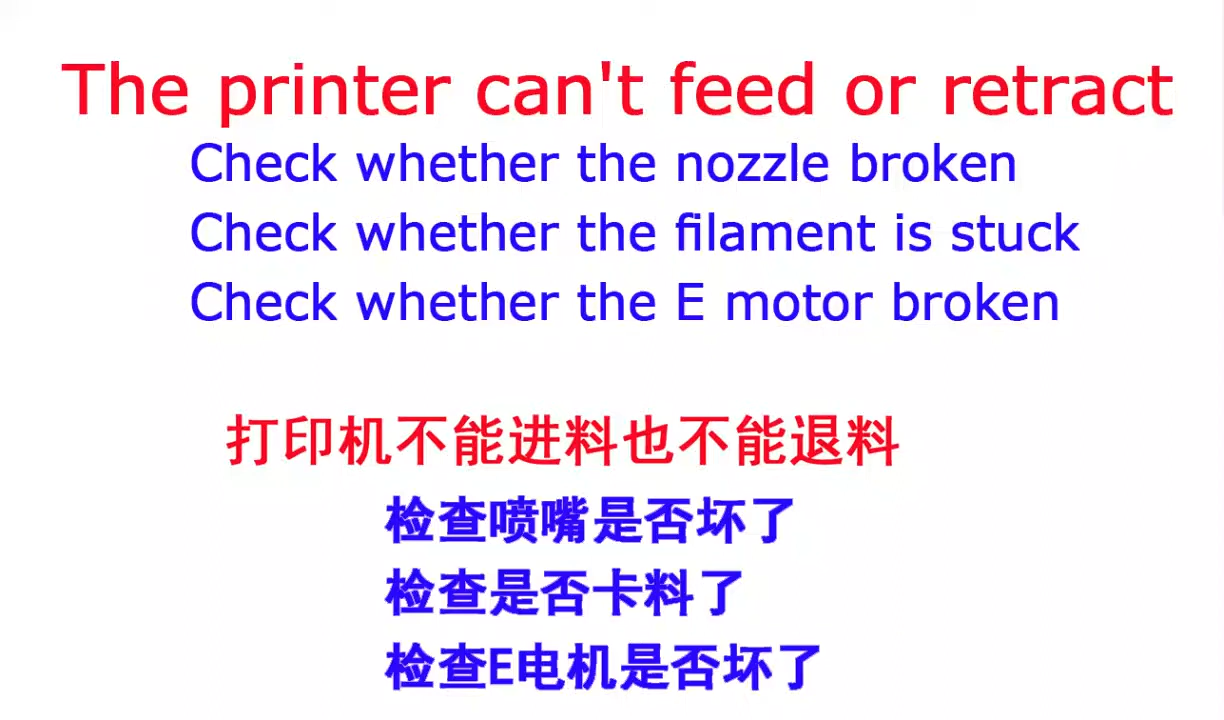 The printer can't feed or retract
Check whether the nozzle broken
Check whether the filament is stuck
Check whether the E motor broken
打印机不能进料也不能退料
检查喷嘴是否坏了
检查是否卡料了
检查E电机是否坏了